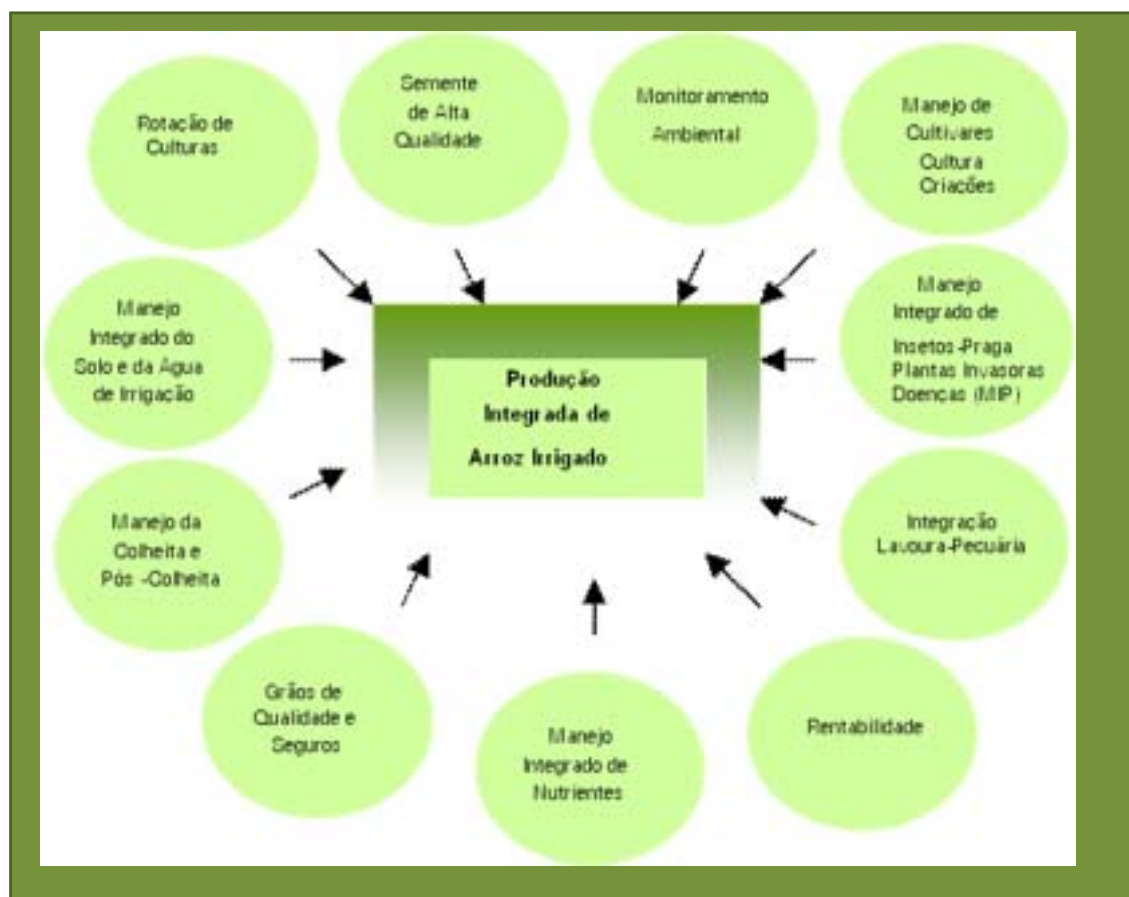 Rotação de
Culturas
Semente
de Alta
Qualidade
Monitoramento
Ambiental
Manejo de
Cultivares
Cultura
Criações
Manejo
Integrado do
Solo e da Água
de Irrigação
Produção
Integrada de
Arroz Irrigado
Manejo
Integrado de
Insetos-Praga
Plantas Invasoras
Doenças (MIP)
Manejo da
Colheita e
Pós -Colheita
Integração
Lavoura-Pecuária
Grãos de
Qualidade e
Seguros
Manejo
Integrado de
Nutrientes
Rentabilidade